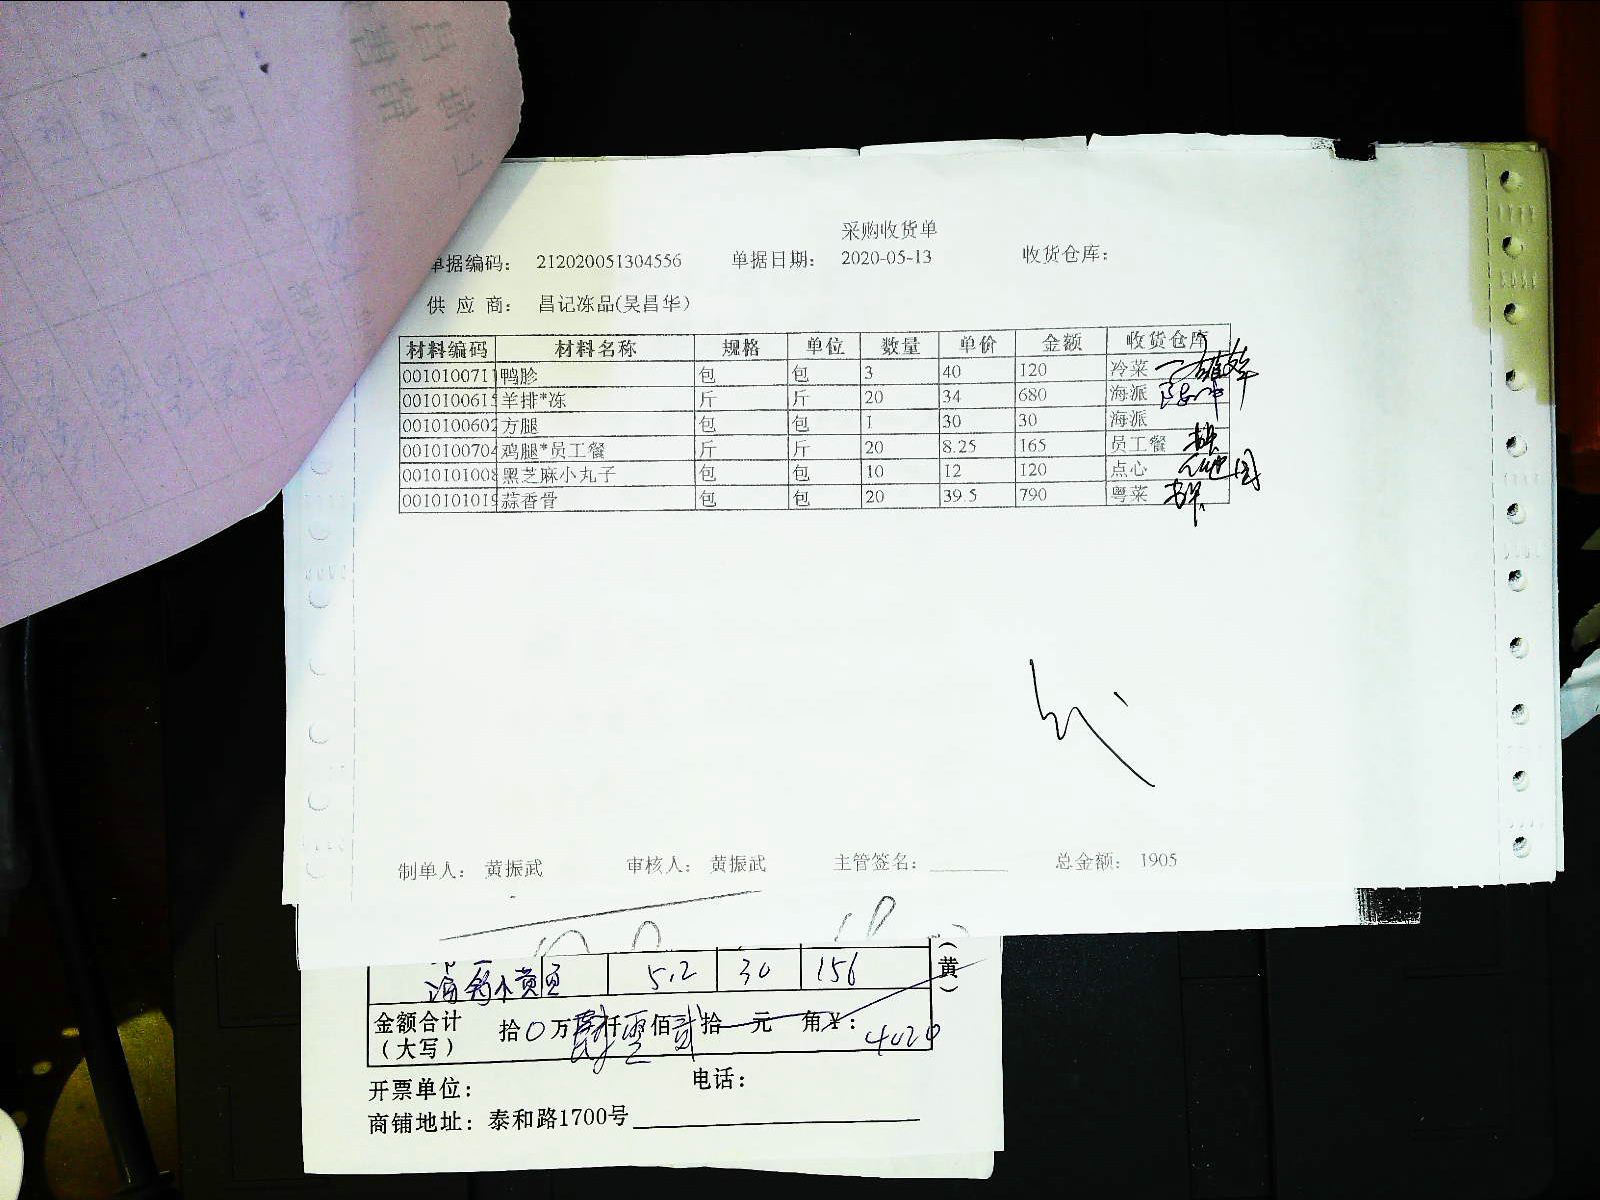 采购收货单
单据编码： 212020051304556 单据日期： 2020-05-13 收货仓库：
供 应 商： 昌记冻品(吴昌华)
材料编码 材料名称 规格 单位 数量 单价 金额 收货仓库
0010100711 鸭胗 包 包 3 40 120 冷菜
0010100615 羊排*冻 斤 斤 20 34 680 海派
0010100602 方腿 包 包 1 30 30 海派
0010100704 鸡腿*员工餐 斤 斤 20 8.25 165 员工餐
0010101008 黑芝麻小丸子 包 包 10 12 120 点心
0010101019 蒜香骨 包 包 20 39.5 790 粤菜
制单人： 黄振武 审核人： 黄振武 主管签名： 总金额： 1905
小黄 5.2 30 156 （黄）
金额合计（大写） 拾0万肆仟零佰贰拾 元 角￥： 4020
开票单位： 电话：
商铺地址：泰和路1700号